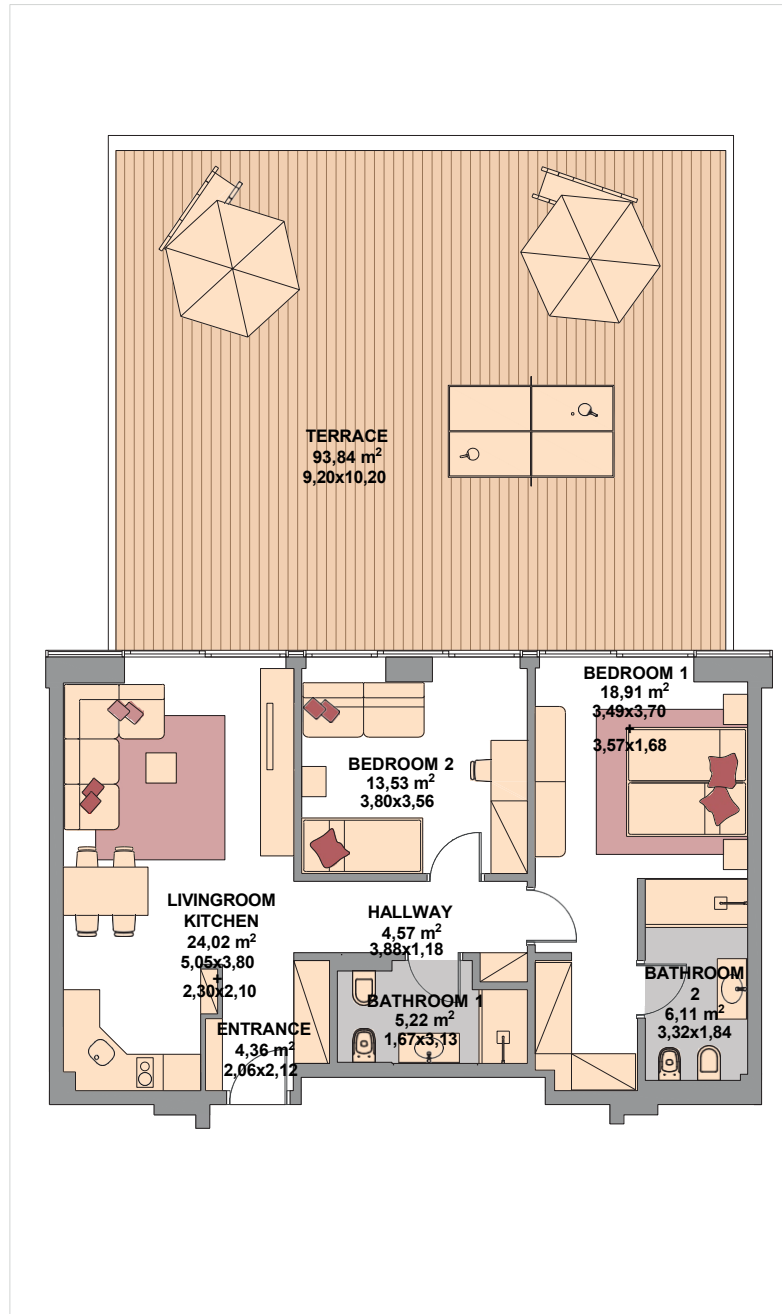 TERRACE
93,84 m²
9,20x10,20
BEDROOM 1
18,91 m²
3,49x3,70
+
3,57x1,68
BEDROOM 2
13,53 m²
3,80x3,56
LIVINGROOM
KITCHEN
24,02 m²
5,05x3,80
+
2,30x2,10
HALLWAY
4,57 m²
3,88x1,18
ENTRANCE
4,36 m²
2,06x2,12
BATHROOM 1
5,22 m²
1,67x3,13
BATHROOM
2
6,11 m²
3,32x1,84